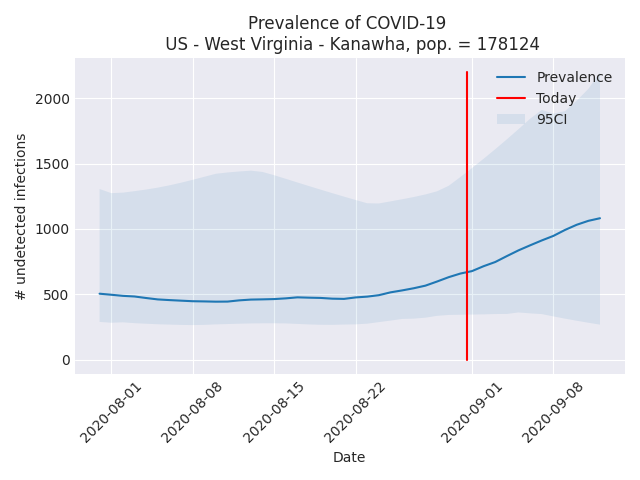 Prevalence of COVID-19
US - West Virginia - Kanawha, pop. = 178124
Prevalence
Today
95CI
# undetected infections
2000
1500
1000
500
0
2020-08-01
2020-08-08
2020-08-15
2020-08-22
2020-09-01
2020-09-08
Date